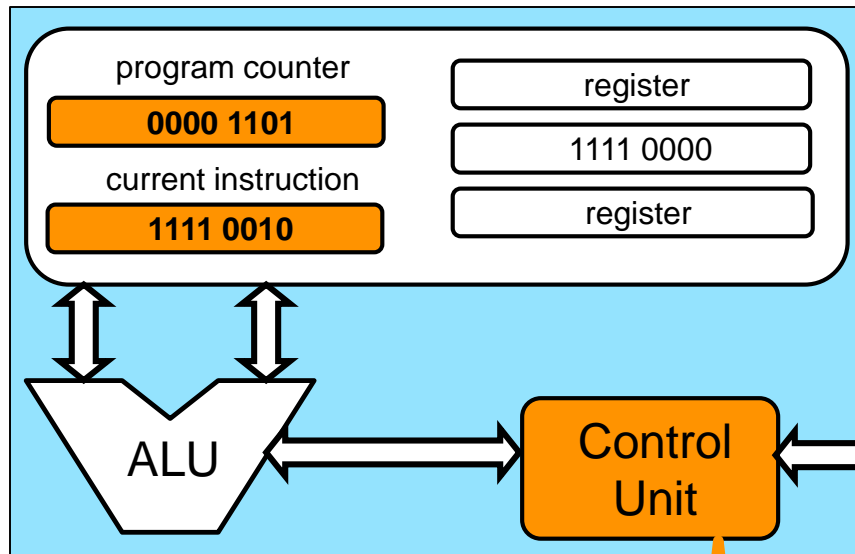 program counter
0000 1101
current instruction
1111 0010
register
1111 0000
register
ALU
Control
Unit